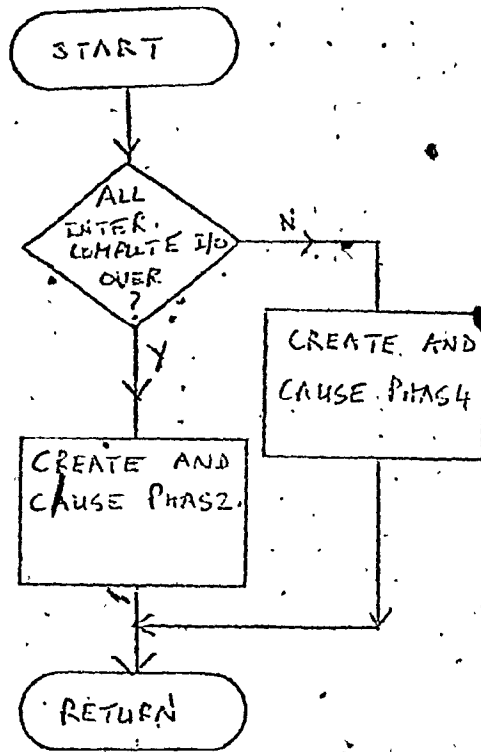 START
ALL
INTER.
COMPUTE I/O
OVER
?
N
Y
CREATE AND
CAUSE PHAS4
CREATE AND
CAUSE PHAS2.
RETURN